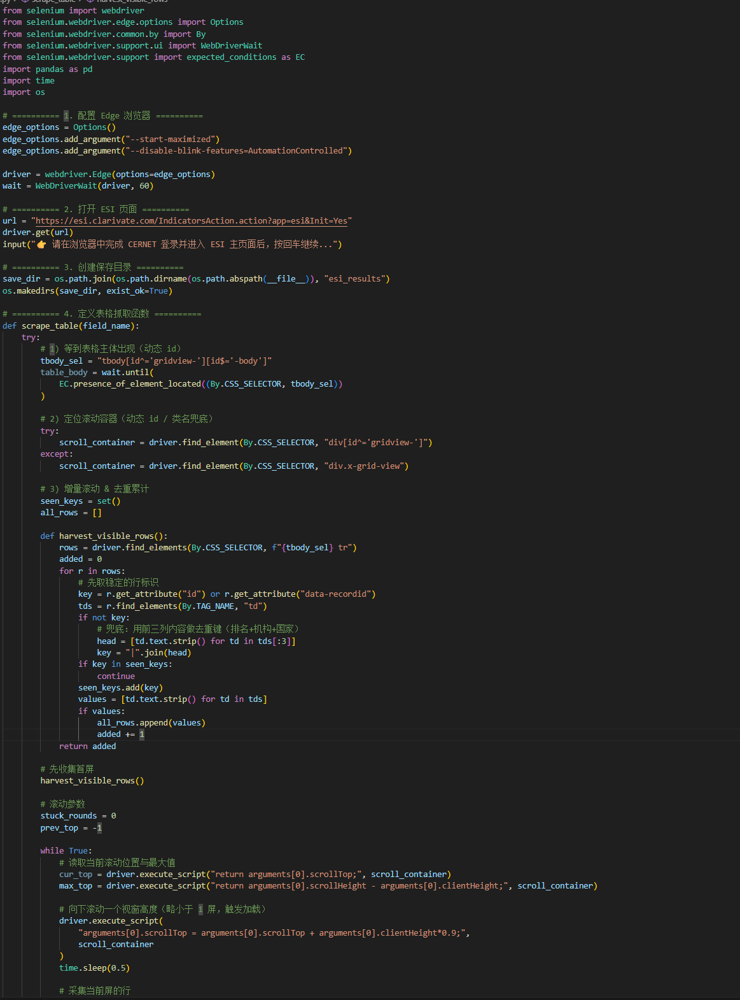 .py > scrape_table > harvest_visible_rows
from selenium import webdriver
from selenium.webdriver.edge.options import Options
from selenium.webdriver.common.by import By
from selenium.webdriver.support.ui import WebDriverWait
from selenium.webdriver.support import expected_conditions as EC
import pandas as pd
import time
import os
# ========== 1. 配置 Edge 浏览器 ==========
edge_options = Options()
edge_options.add_argument("--start-maximized")
edge_options.add_argument("--disable-blink-features=AutomationControlled")
driver = webdriver.Edge(options=edge_options)
wait = WebDriverWait(driver, 60)
# ========== 2. 打开 ESI 页面 ==========
url = "https://esi.clarivate.com/IndicatorsAction.action?app=esi&Init=Yes"
driver.get(url)
input("👉 请在浏览器中完成 CERNET 登录并进入 ESI 主页面后，按回车继续...")
# ========== 3. 创建保存目录 ==========
save_dir = os.path.join(os.path.dirname(os.path.abspath(__file__)), "esi_results")
os.makedirs(save_dir, exist_ok=True)
# ========== 4. 定义表格抓取函数 ==========
def scrape_table(field_name):
    try:
        # 1) 等到表格主体出现（动态 id）
        tbody_sel = "tbody[id^='gridview-'][id$='-body']"
        table_body = wait.until(
            EC.presence_of_element_located((By.CSS_SELECTOR, tbody_sel))
        )
        # 2) 定位滚动容器（动态 id / 类名兜底）
        try:
            scroll_container = driver.find_element(By.CSS_SELECTOR, "div[id^='gridview-']")
        except:
            scroll_container = driver.find_element(By.CSS_SELECTOR, "div.x-grid-view")
        # 3) 增量滚动 & 去重累计
        seen_keys = set()
        all_rows = []
        def harvest_visible_rows():
            rows = driver.find_elements(By.CSS_SELECTOR, f"{tbody_sel} tr")
            added = 0
            for r in rows:
                # 先取稳定的行标识
                key = r.get_attribute("id") or r.get_attribute("data-recordid")
                tds = r.find_elements(By.TAG_NAME, "td")
                if not key:
                    # 兜底：用前三列内容做去重键（排名+机构+国家）
                    head = [td.text.strip() for td in tds[:3]]
                    key = "|".join(head)
                if key in seen_keys:
                    continue
                seen_keys.add(key)
                values = [td.text.strip() for td in tds]
                if values:
                    all_rows.append(values)
                    added += 1
            return added
        # 先收集首屏
        harvest_visible_rows()
        # 滚动参数
        stuck_rounds = 0
        prev_top = -1
        while True:
            # 读取当前滚动位置与最大值
            cur_top = driver.execute_script("return arguments[0].scrollTop;", scroll_container)
            max_top = driver.execute_script("return arguments[0].scrollHeight - arguments[0].clientHeight;", scroll_container)
            # 向下滚动一个视窗高度（略小于 1 屏，触发加载）
            driver.execute_script(
                "arguments[0].scrollTop = arguments[0].scrollTop + arguments[0].clientHeight*0.9;",
                scroll_container
            )
            time.sleep(0.5)
            # 采集当前屏的行